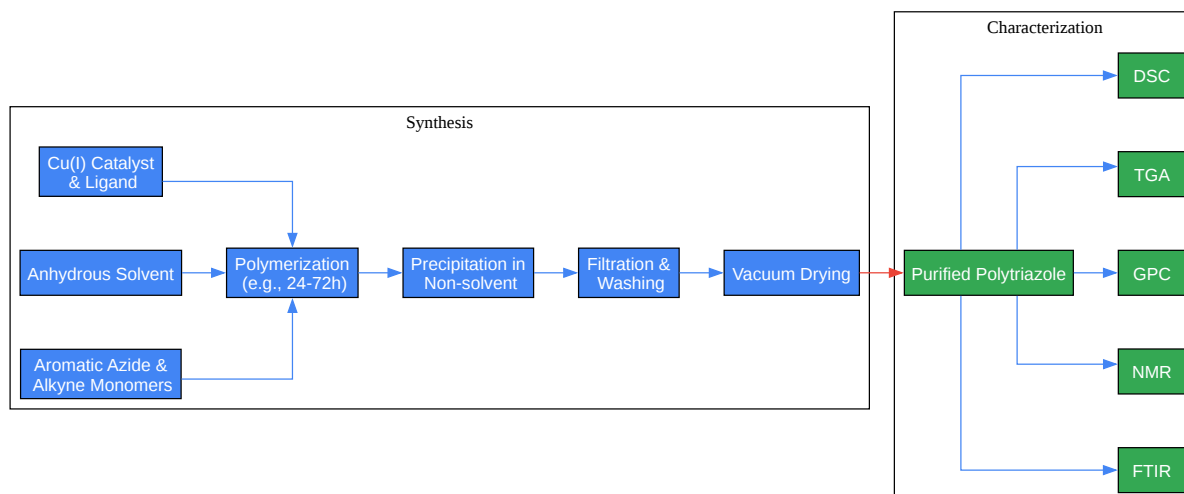 Synthesis
Cu(I) Catalyst
& Ligand
Anhydrous Solvent
Aromatic Azide &
Alkyne Monomers
Polymerization
(e.g., 24-72h)
Precipitation in
Non-solvent
Filtration &
Washing
Vacuum Drying
Characterization
Purified Polytriazole
DSC
TGA
GPC
NMR
FTIR